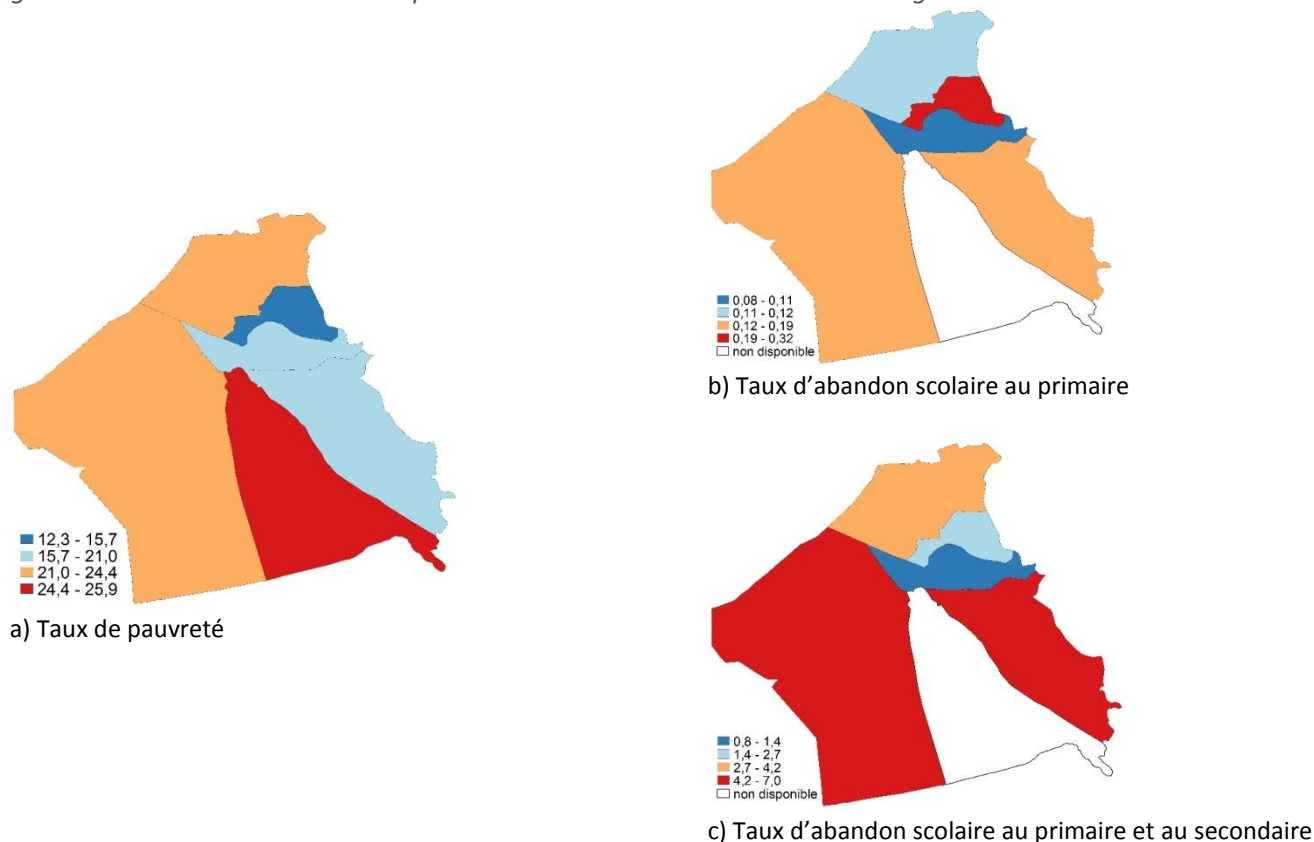 12,3 - 15,7
15,7 - 21,0
21,0 - 24,4
24,4 - 25,9
a) Taux de pauvreté
0,08 - 0,11
0,11 - 0,12
0,12 - 0,19
0,19 - 0,32
non disponible
b) Taux d’abandon scolaire au primaire
0,8 - 1,4
1,4 - 2,7
2,7 - 4,2
4,2 - 7,0
non disponible
c) Taux d’abandon scolaire au primaire et au secondaire